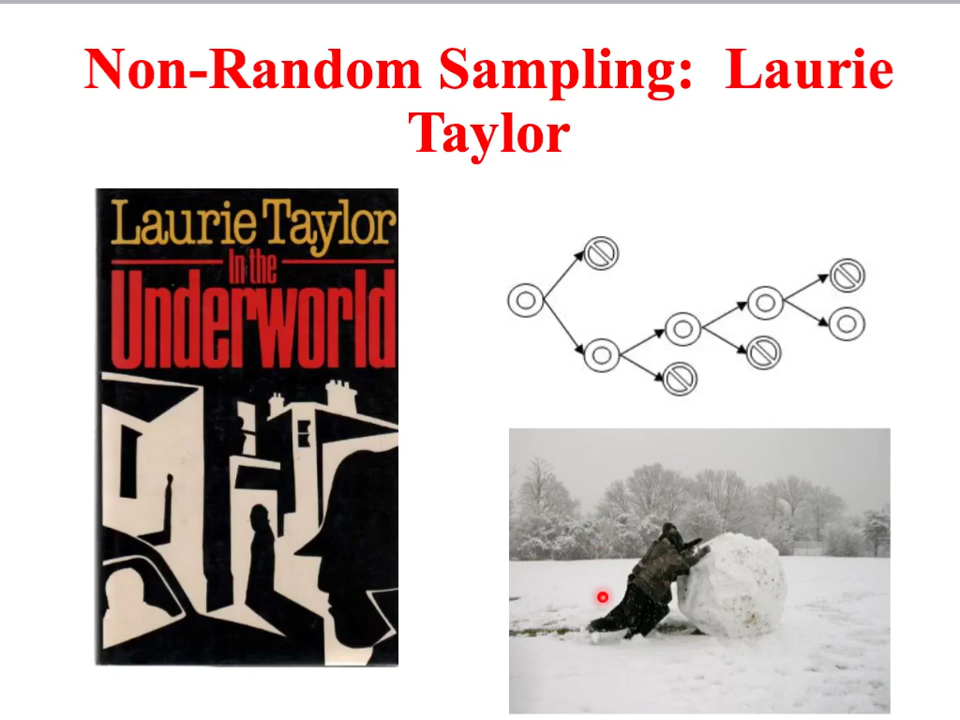 Non-Random Sampling: Laurie
Taylor
Laurie Taylor
In the
Underworld